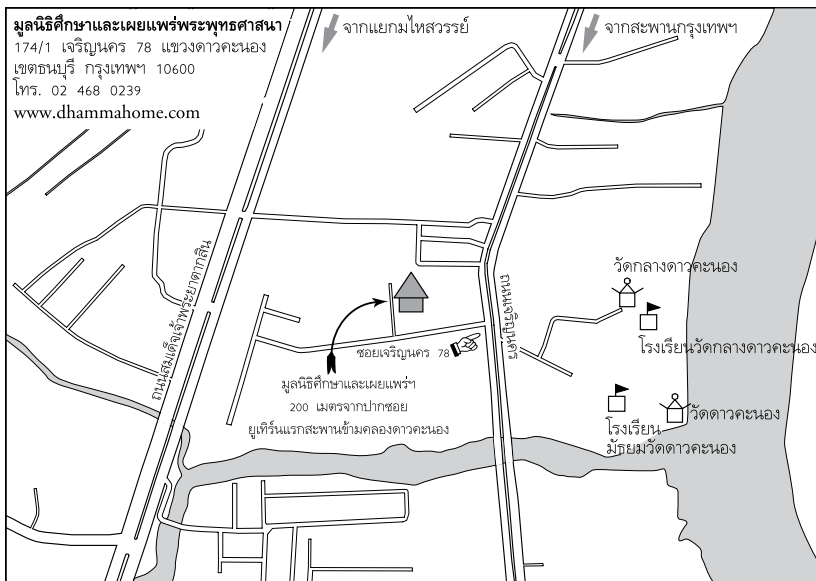 มูลนิธิศึกษาและเผยแพร่พระพุทธศาสนา
174/1 เจริญนคร 78 แขวงดาวคะนอง
เขตธนบุรี กรุงเทพฯ 10600
โทร. 02 468 0239
www.dhammahome.com
จากแยกมไหสวรรย์
จากสะพานกรุงเทพฯ
ถนนสมเด็จเจ้าพระยาตากสิน
ถนนเจริญนคร
วัดกลางดาวคะนอง
โรงเรียนวัดกลางดาวคะนอง
ซอยเจริญนคร 78
มูลนิธิศึกษาและเผยแพร่ฯ
200 เมตรจากปากซอย
ยูเทิร์นแรกสะพานข้ามคลองดาวคะนอง
วัดดาวคะนอง
โรงเรียน
มัธยมวัดดาวคะนอง